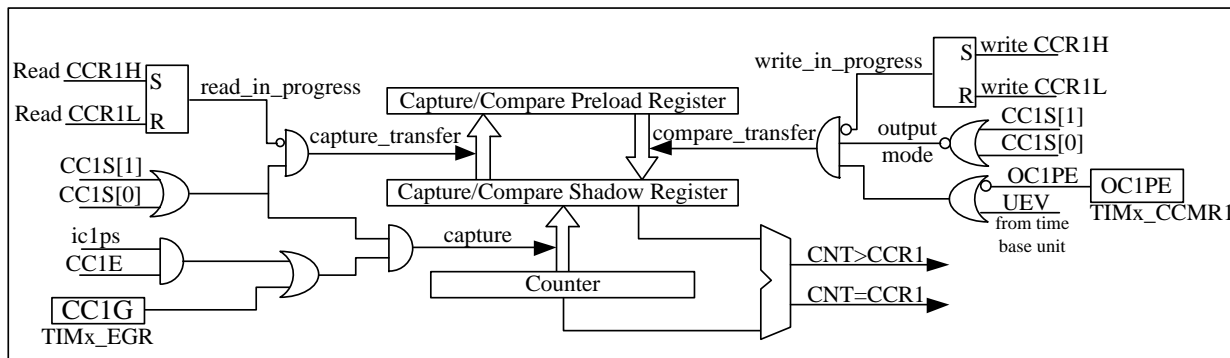 Read CCR1H
S
Read CCR1L
R
read_in_progress
Capture/Compare Preload Register
write_in_progress
S
write CCR1H
R
write CCR1L
capture_transfer
compare_transfer
output
mode
CC1S[1]
CC1S[0]
CC1S[1]
CC1S[0]
Capture/Compare Shadow Register
OC1PE
OC1PE
UEV
TIMx_CCMR1
from time
base unit
ic1ps
CC1E
capture
CNT>CCR1
Counter
CNT=CCR1
CC1G
TIMx_EGR